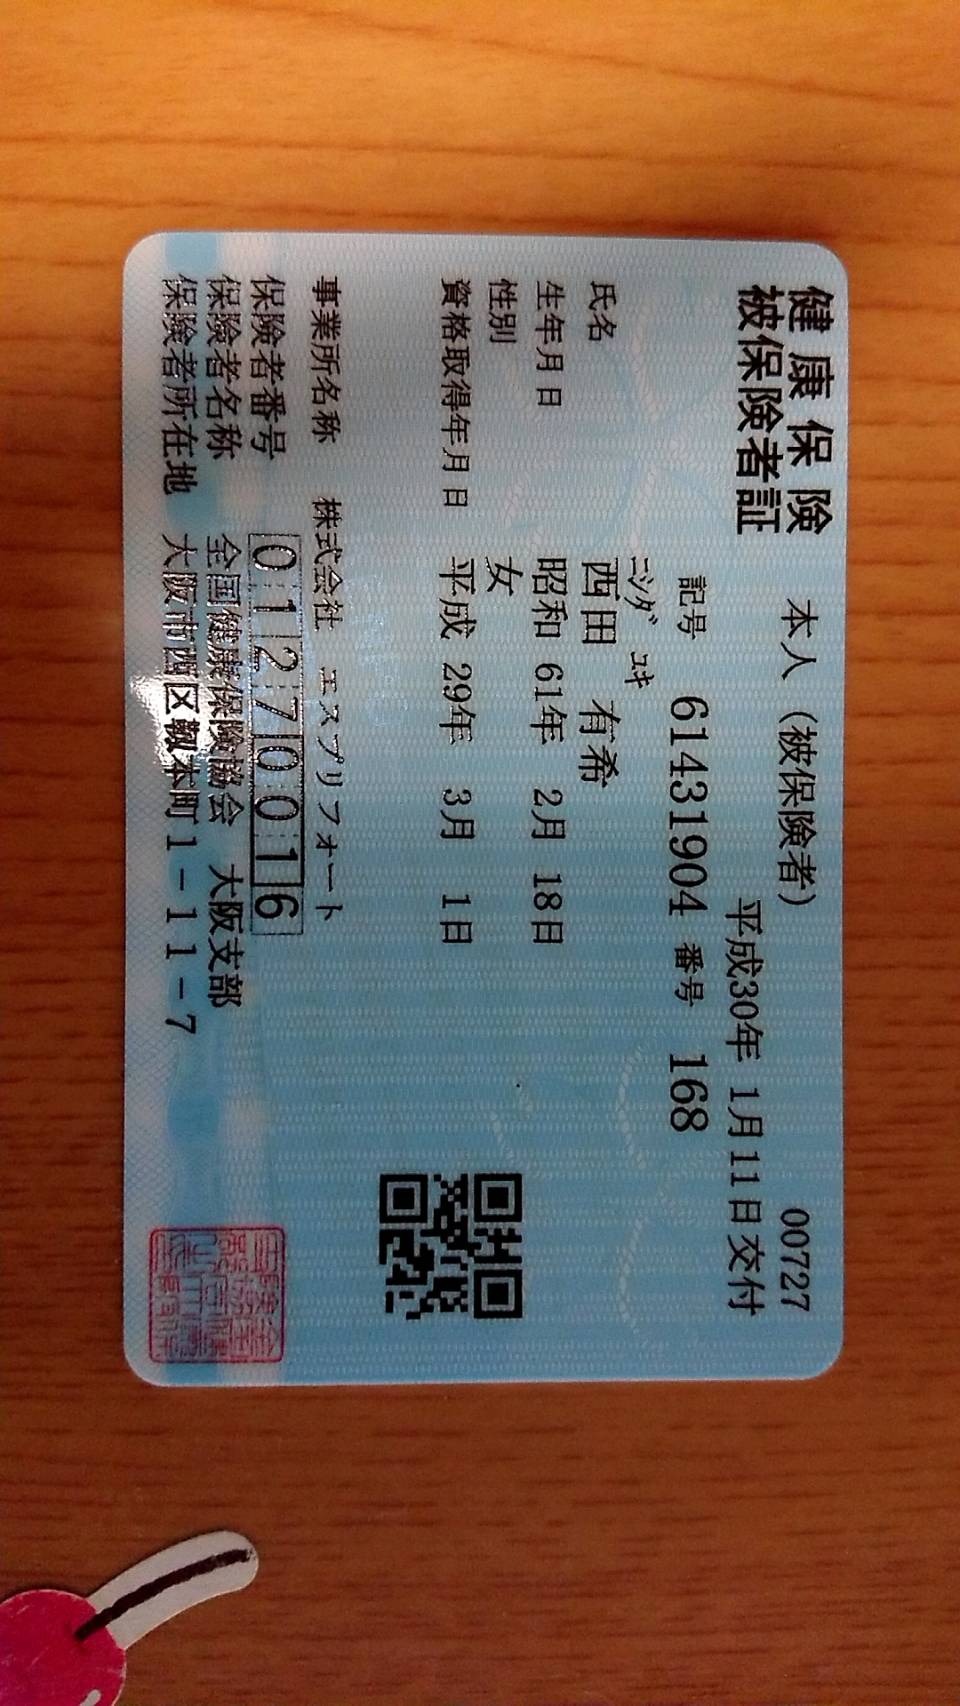 健康保険 本人（被保険者） 00727
被保険者証 平成30年 1月11日交付
記号 61431904 番号 168
ﾆｼﾀﾞ ﾕｷ
氏名 西田 有希
生年月日 昭和 61年 2月 18日
性別 女
資格取得年月日 平成 29年 3月 1日
事業所名称 株式会社 エスプリフォート
保険者番号 01270016
保険者名称 全国健康保険協会 大阪支部
保険者所在地 大阪市西区靱本町1-11-7